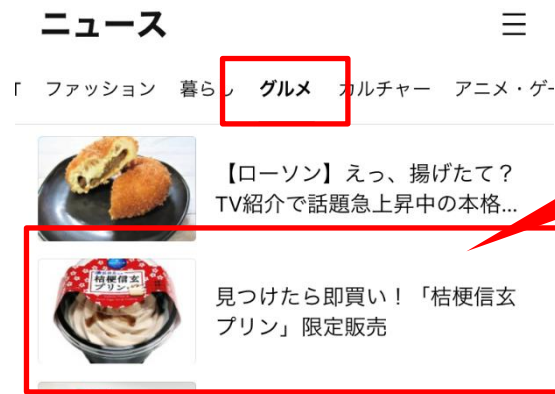 ニュース
ファッション 暮らし グルメ カルチャー アニメ・ゲー
【ローソン】えっ、揚げたて？
TV紹介で話題急上昇中の本格...
桔梗信玄
プリン
見つけたら即買い！「桔梗信玄
プリン」限定販売